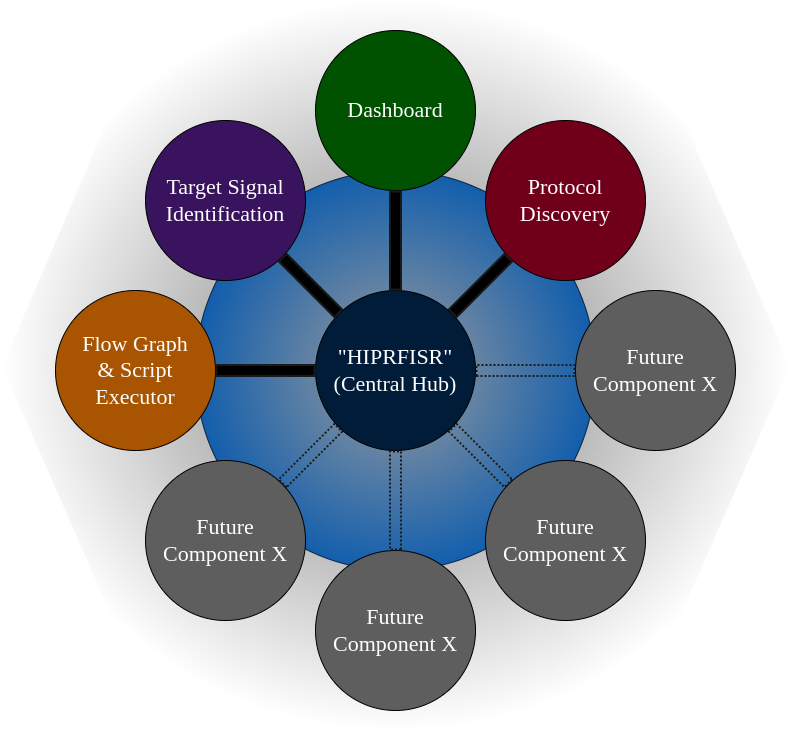 Dashboard
Target Signal
Identification
Protocol
Discovery
Flow Graph
& Script
Executor
"HIPRFISR"
(Central Hub)
Future
Component X
Future
Component X
Future
Component X
Future
Component X